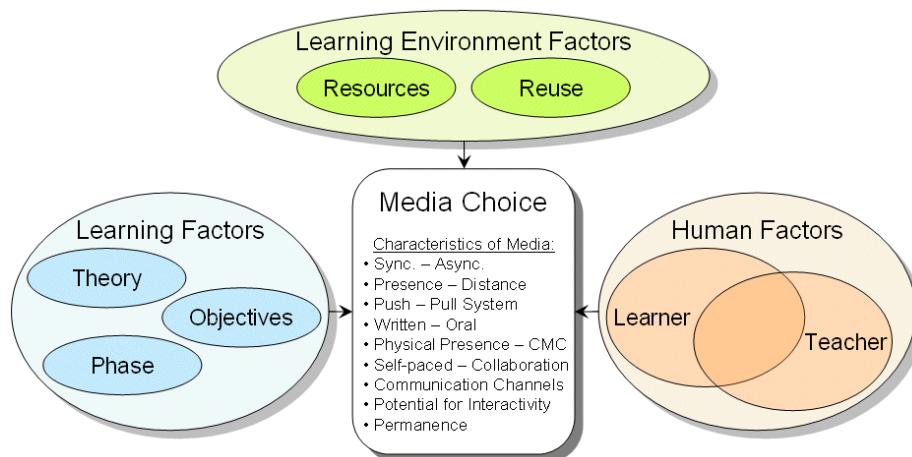 Learning Environment Factors
Resources
Reuse
Learning Factors
Theory
Objectives
Phase
Media Choice
Characteristics of Media:
• Sync. – Async.
• Presence – Distance
• Push – Pull System
• Written – Oral
• Physical Presence – CMC
• Self-paced – Collaboration
• Communication Channels
• Potential for Interactivity
• Permanence
Human Factors
Learner
Teacher